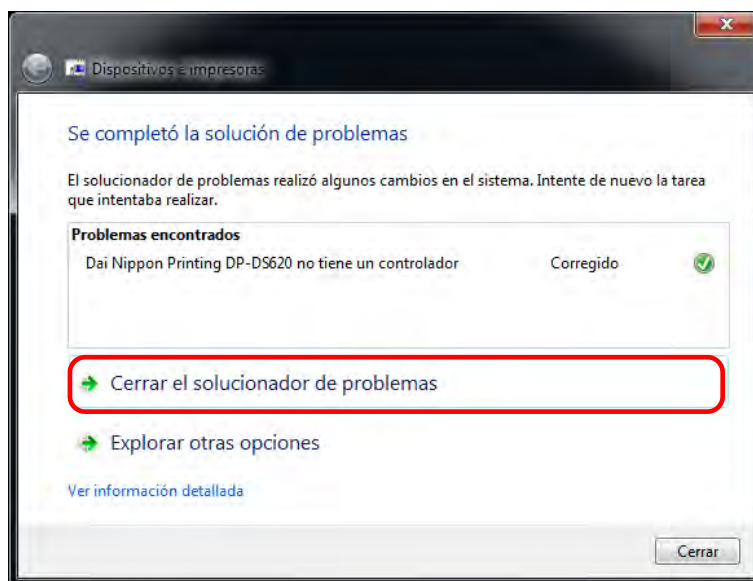 Dispositivos e impresoras
Se completó la solución de problemas
El solucionador de problemas realizó algunos cambios en el sistema. Intente de nuevo la tarea
que intentaba realizar.
Problemas encontrados
Dai Nippon Printing DP-DS620 no tiene un controlador Corregido
Cerrar el solucionador de problemas
Explorar otras opciones
Ver información detallada
Cerrar